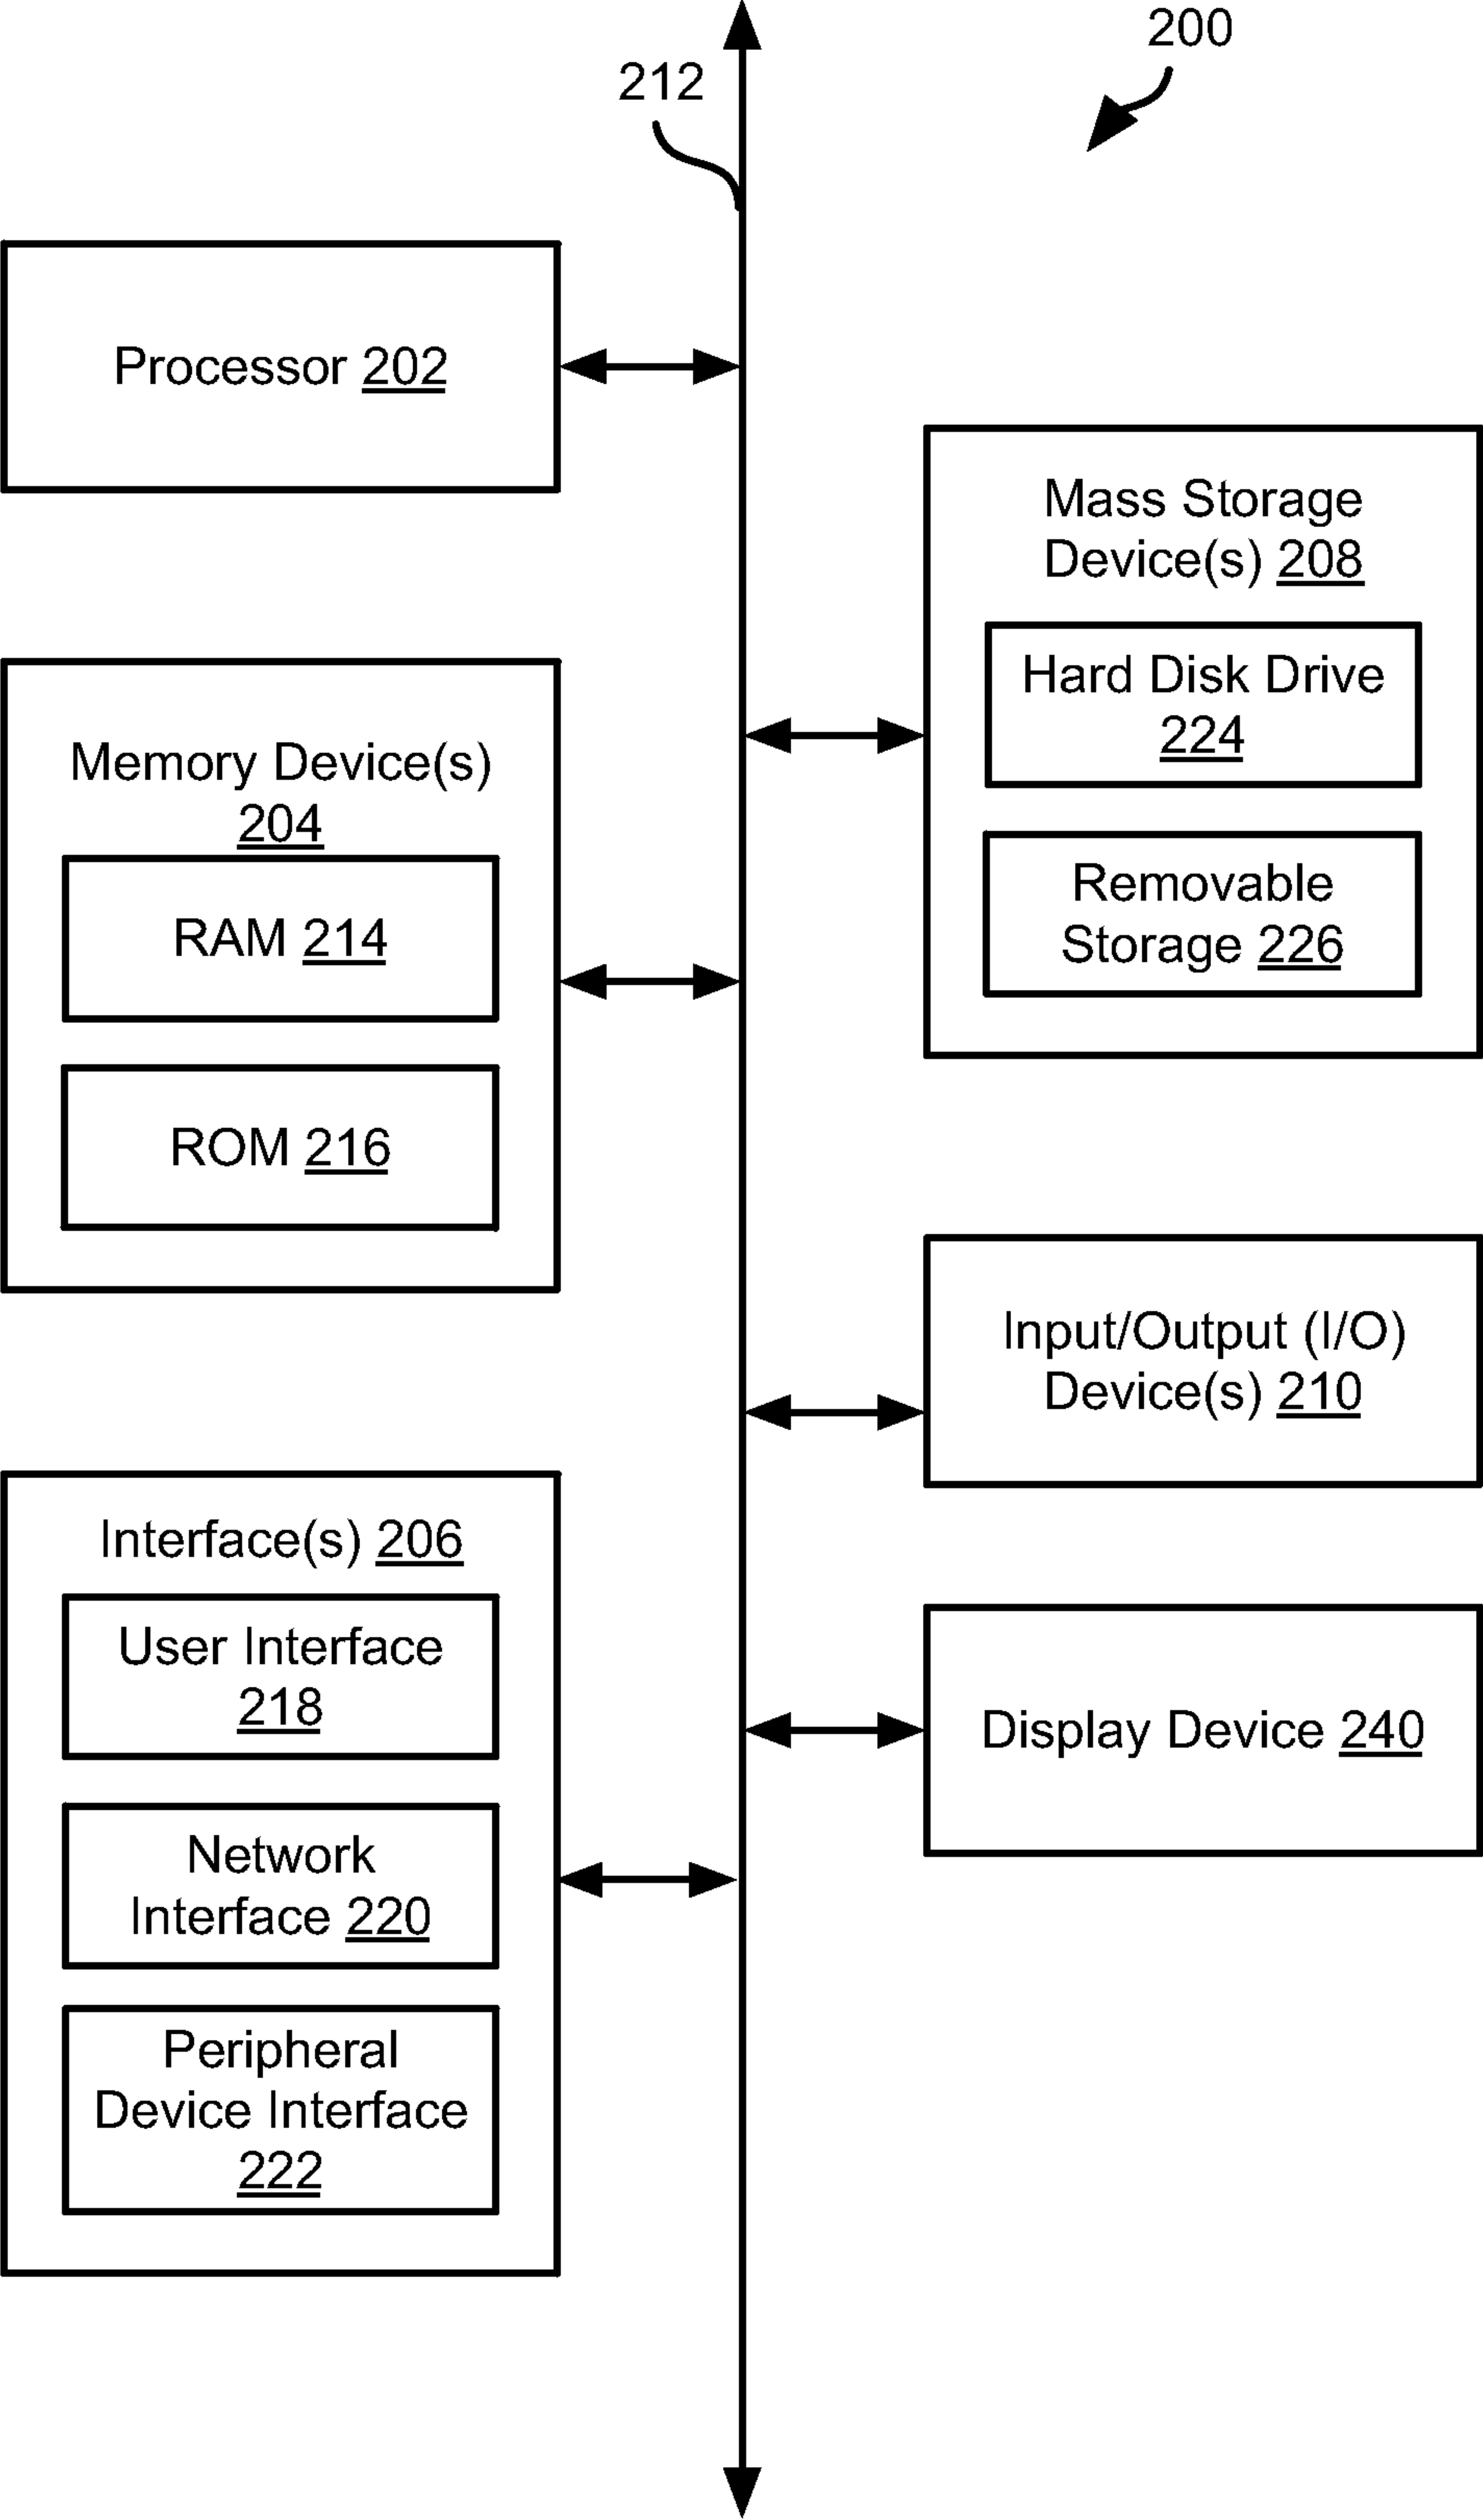 200
212
Processor 202
Mass Storage
Device(s) 208
Hard Disk Drive
224
Removable
Storage 226
Memory Device(s)
204
RAM 214
ROM 216
Input/Output (I/O)
Device(s) 210
Interface(s) 206
User Interface
218
Network
Interface 220
Peripheral
Device Interface
222
Display Device 240